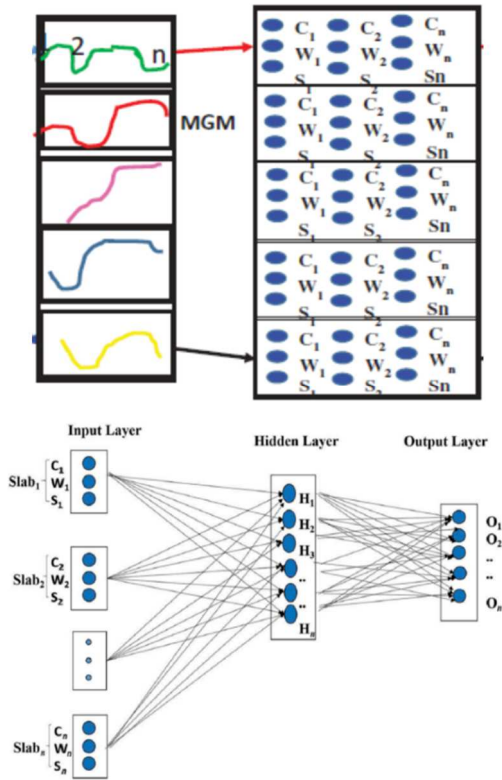 1 2 n
MGM
C1 C2 Cn
W1 W2 Wn
S1 S2 Sn
C1 C2 Cn
W1 W2 Wn
S1 S2 Sn
C1 C2 Cn
W1 W2 Wn
S1 S2 Sn
C1 C2 Cn
W1 W2 Wn
S1 S2 Sn
C1 C2 Cn
W1 W2 Wn
S1 S2 Sn
Input Layer Hidden Layer Output Layer
Slab1 C1 W1 S1
Slab2 C2 W2 S2
Slabn Cn Wn Sn
H1
H2
H3
..
..
Hn
O1
O2
..
..
On